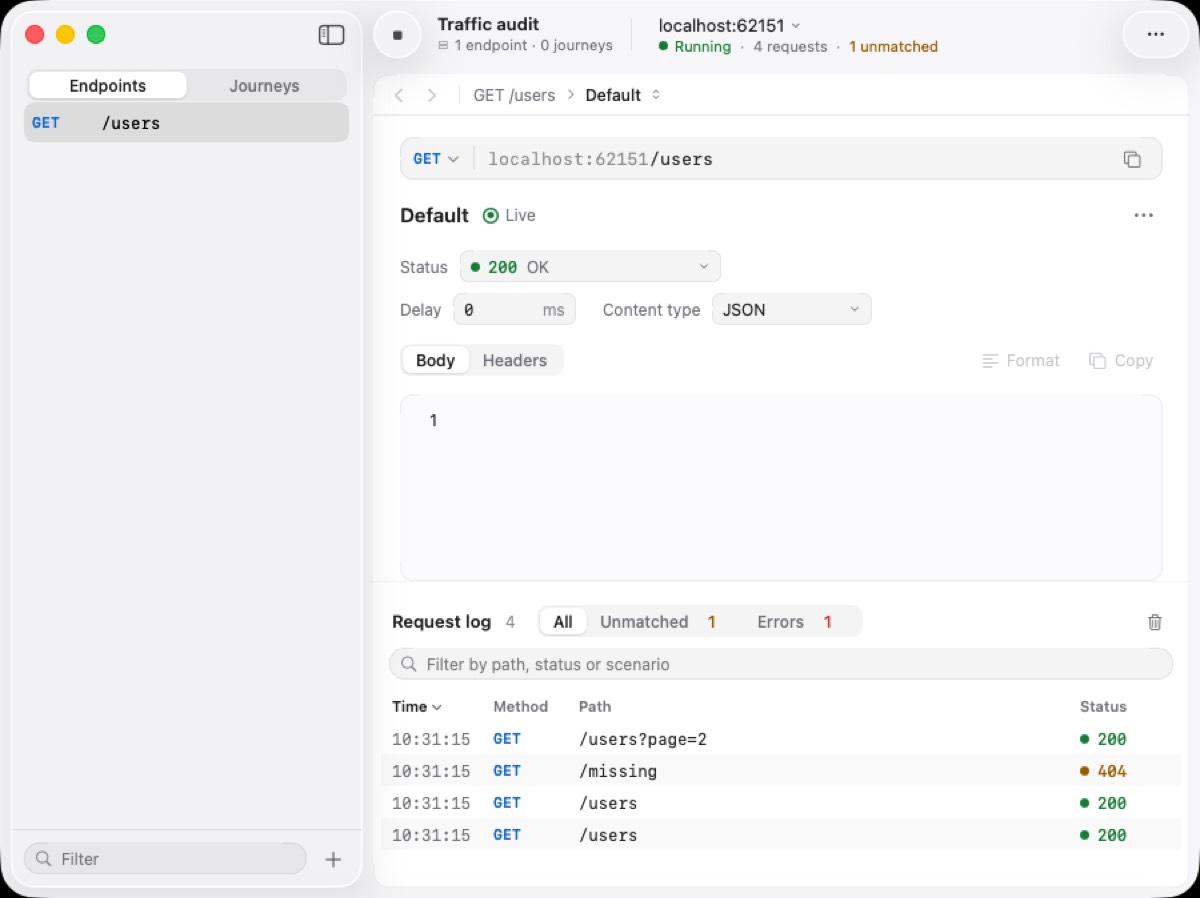 Traffic audit
1 endpoint · 0 journeys
localhost:62151
Running · 4 requests · 1 unmatched
Endpoints Journeys
GET /users
Filter
GET /users Default
GET localhost:62151/users
Default Live
Status 200 OK
Delay 0 ms Content type JSON
Body Headers Format Copy
1
Request log 4 All Unmatched 1 Errors 1
Filter by path, status or scenario
Time Method Path Status
10:31:15 GET /users?page=2 200
10:31:15 GET /missing 404
10:31:15 GET /users 200
10:31:15 GET /users 200